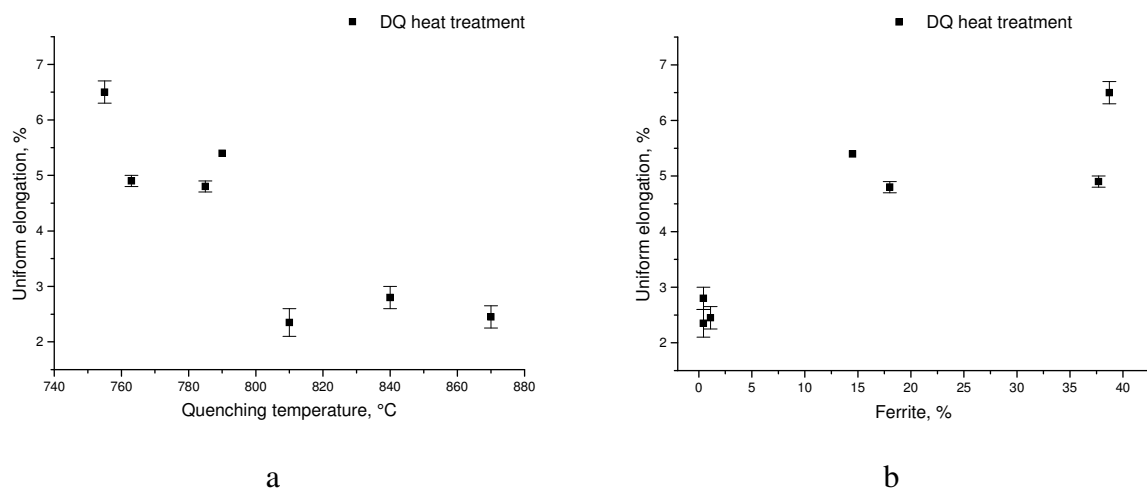 DQ heat treatment
7
6
5
4
3
2
Uniform elongation, %
740 760 780 800 820 840 860 880
Quenching temperature, °C
a
DQ heat treatment
7
6
5
4
3
2
Uniform elongation, %
0 5 10 15 20 25 30 35 40
Ferrite, %
b